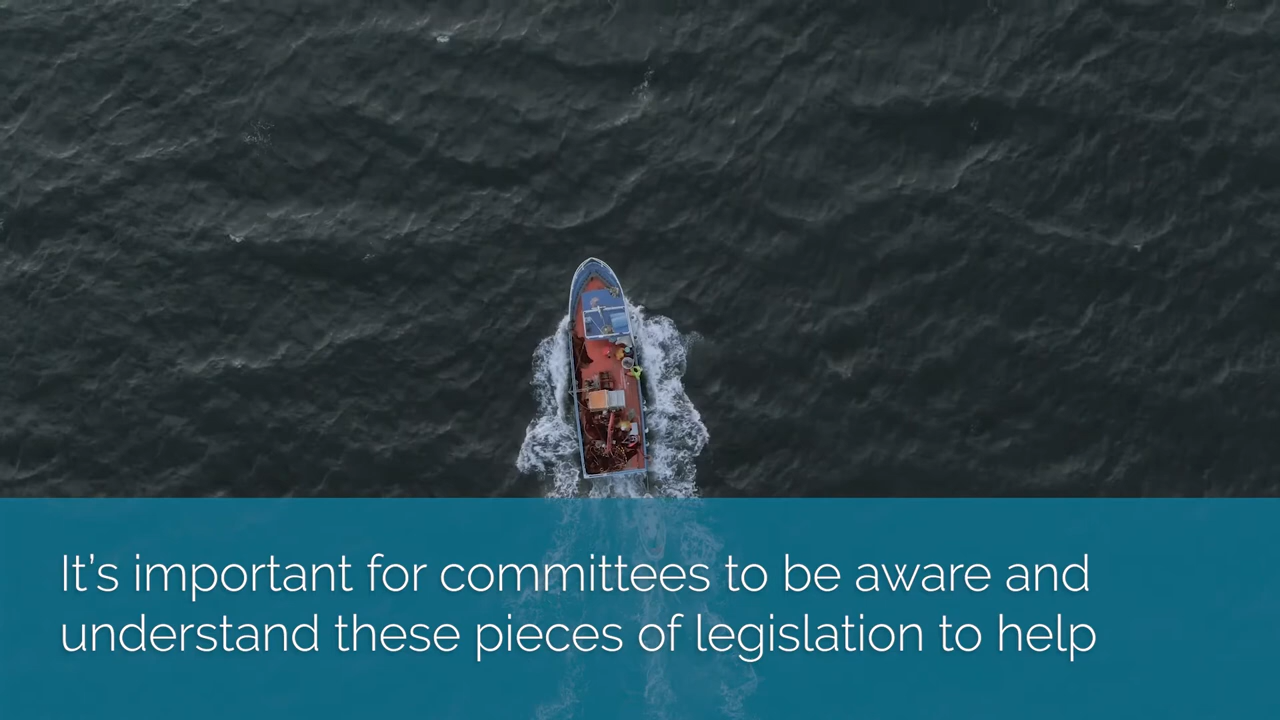 It’s important for committees to be aware and
understand these pieces of legislation to help